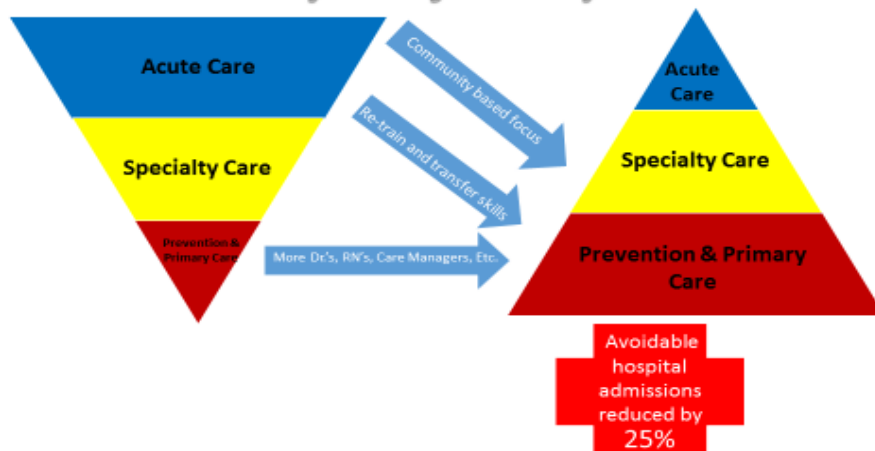 Acute Care
Specialty Care
Prevention &
Primary Care
Community based focus
Re-train and transfer skills
More Dr.'s, RN's, Care Managers, Etc.
Acute
Care
Specialty Care
Prevention & Primary
Care
Avoidable
hospital
admissions
reduced by
25%